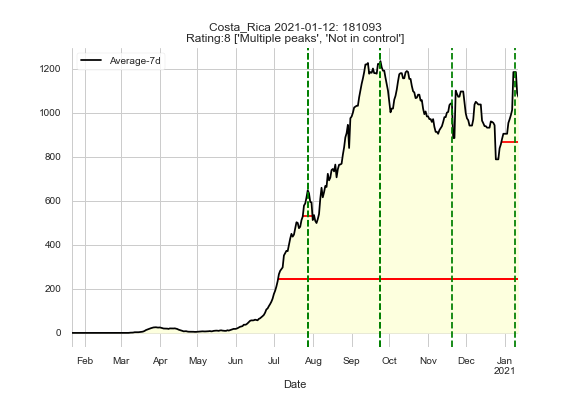 Costa_Rica 2021-01-12: 181093
Rating:8 ['Multiple peaks', 'Not in control']
Average-7d
1200
1000
800
600
400
200
0
Feb Mar Apr May Jun Jul Aug Sep Oct Nov Dec Jan
2021
Date